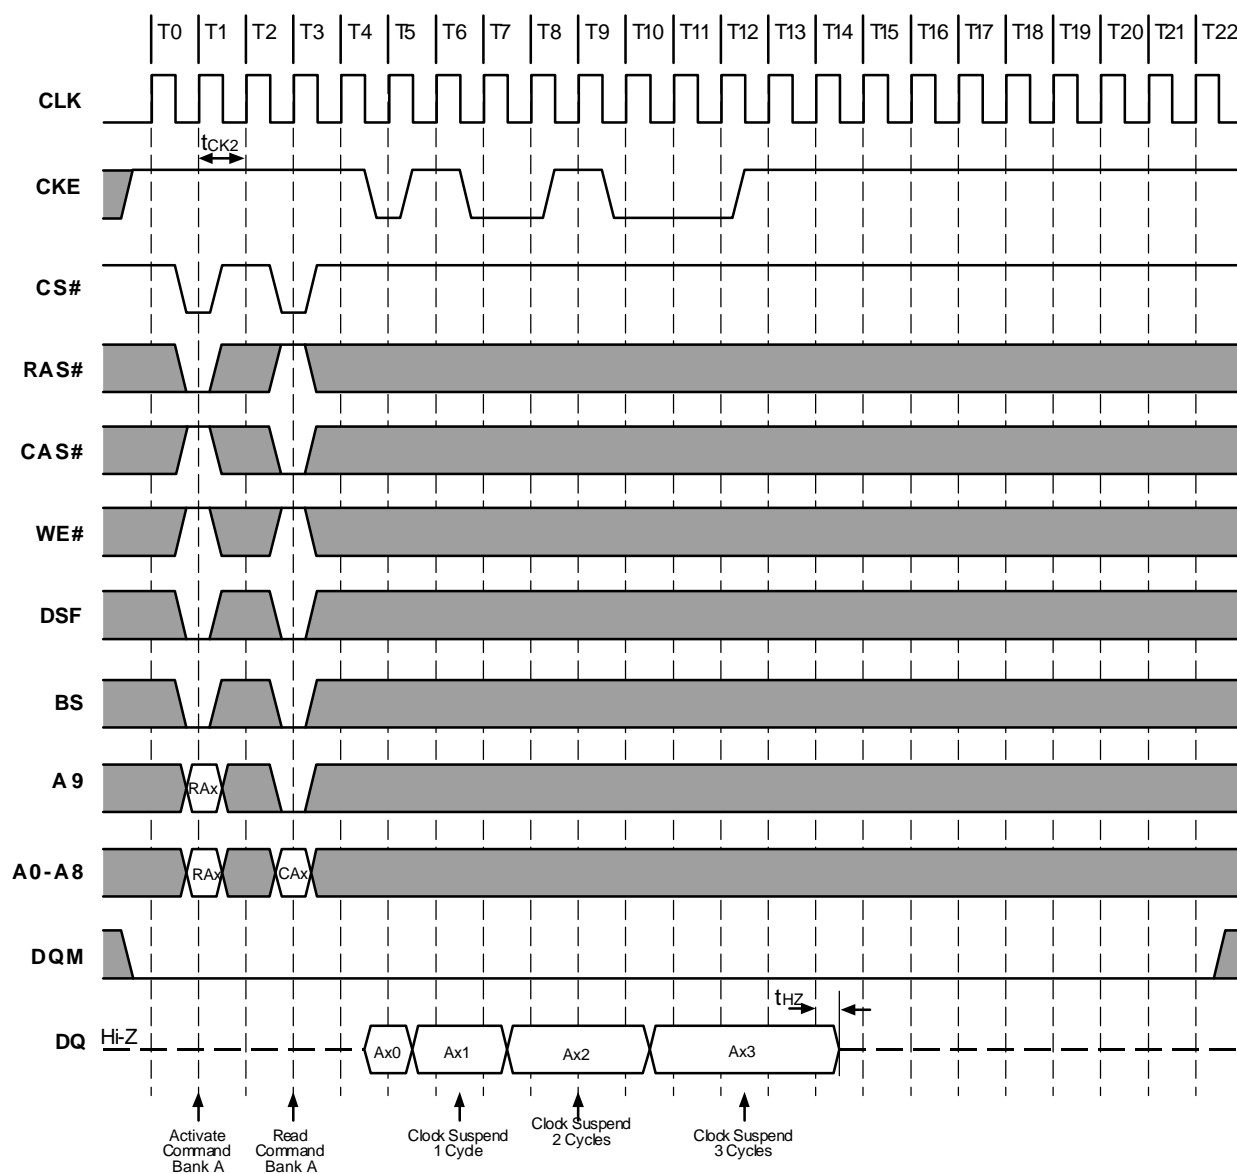 T0 T1 T2 T3 T4 T5 T6 T7 T8 T9 T10 T11 T12 T13 T14 T15 T16 T17 T18 T19 T20 T21 T22
CLK
tCK2
CKE
CS#
RAS#
CAS#
WE#
DSF
BS
A9
RAx
A0-A8
RAx CAx
DQM
tHZ
DQ Hi-Z
Ax0 Ax1 Ax2 Ax3
Activate
Command
Bank A
Read
Command
Bank A
Clock Suspend
1 Cycle
Clock Suspend
2 Cycles
Clock Suspend
3 Cycles